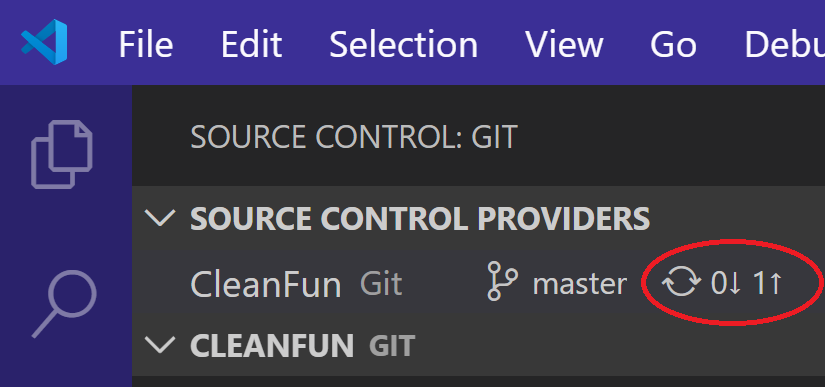 File Edit Selection View Go Debu
SOURCE CONTROL: GIT
SOURCE CONTROL PROVIDERS
CleanFun Git master 0↓ 1↑
CLEANFUN GIT